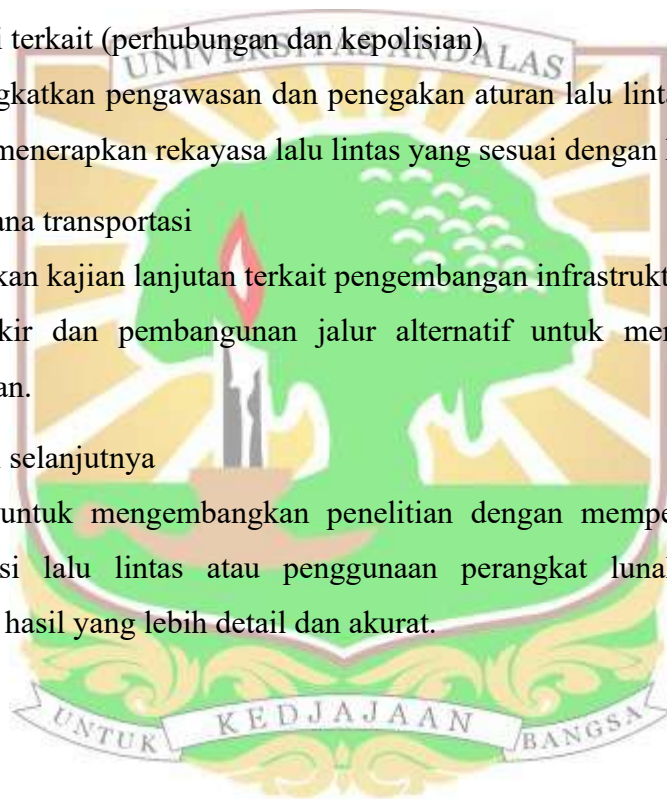 i terkait (perhubungan dan kepolisian)
UNIVERSITAS ANDALAS
gkatkan pengawasan dan penegakan aturan lalu linta
menerapkan rekayasa lalu lintas yang sesuai dengan
ana transportasi
kan kajian lanjutan terkait pengembangan infrastrukt
kir dan pembangunan jalur alternatif untuk men
an.
selanjutnya
untuk mengembangkan penelitian dengan mempe
si lalu lintas atau penggunaan perangkat luna
hasil yang lebih detail dan akurat.
UNTUK KEDJAJAAN BANGSA